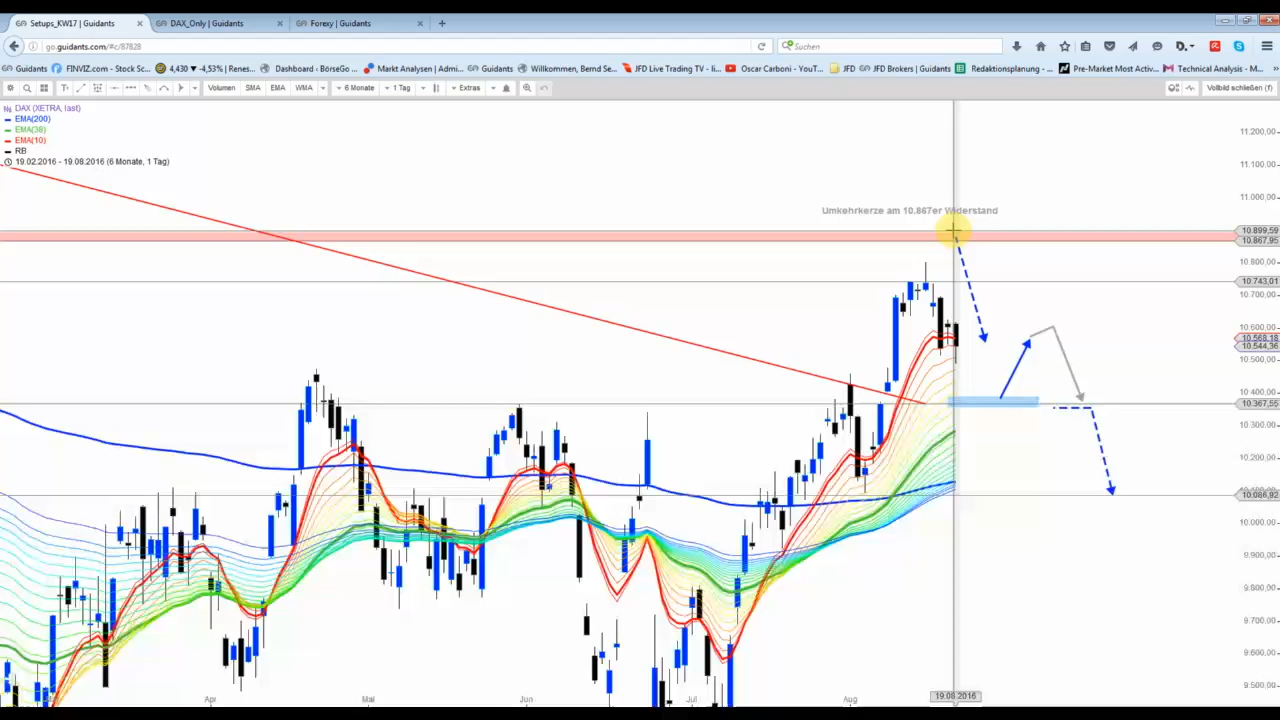 Setups_KW17 | Guidants
DAX_Only | Guidants
Forexy | Guidants
go.guidants.com/#c/87828
Suchen
Guidants
FINVIZ.com - Stock Sc...
4,430 ▾ -4,53% | Renes...
Dashboard - BörseGo ...
Markt Analysen | Admi...
Guidants
Willkommen, Bernd Se...
JFD Live Trading TV - li...
Oscar Carboni - YouT...
JFD
JFD Brokers | Guidants
Redaktionsplanung - ...
Pre-Market Most Activ...
Technical Analysis - M...
Volumen
SMA
EMA
WMA
6 Monate
1 Tag
Extras
Vollbild schließen (f)
DAX (XETRA, last)
EMA(200)
EMA(38)
EMA(10)
RB
19.02.2016 - 19.08.2016 (6 Monate, 1 Tag)
11.200,00
11.100,00
11.000,00
Umkehrkerze am 10.867er Widerstand
10.899,59
10.867,95
10.800,00
10.743,01
10.700,00
10.600,00
10.568,18
10.544,36
10.500,00
10.400,00
10.367,55
10.300,00
10.200,00
10.086,92
10.000,00
9.900,00
9.800,00
9.700,00
9.600,00
9.500,00
Apr
Mai
Jun
Jul
Aug
19.08.2016